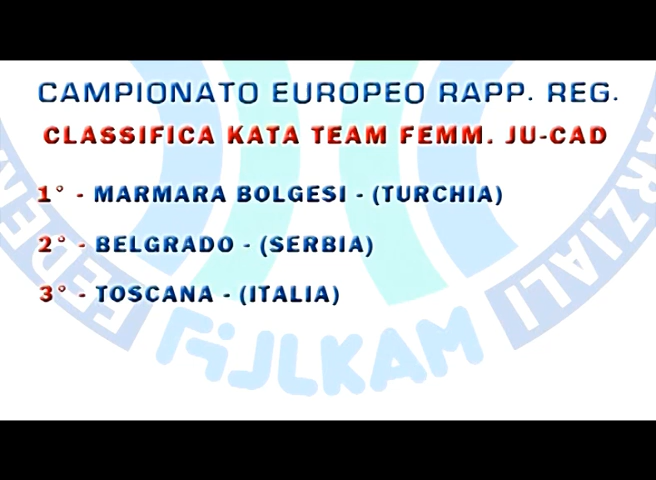 CAMPIONATO EUROPEO RAPP. REG.
CLASSIFICA KATA TEAM FEMM. JU-CAD
1° - MARMARA BOLGESI - (TURCHIA)
2° - BELGRADO - (SERBIA)
3° - TOSCANA - (ITALIA)
FIJLKAM